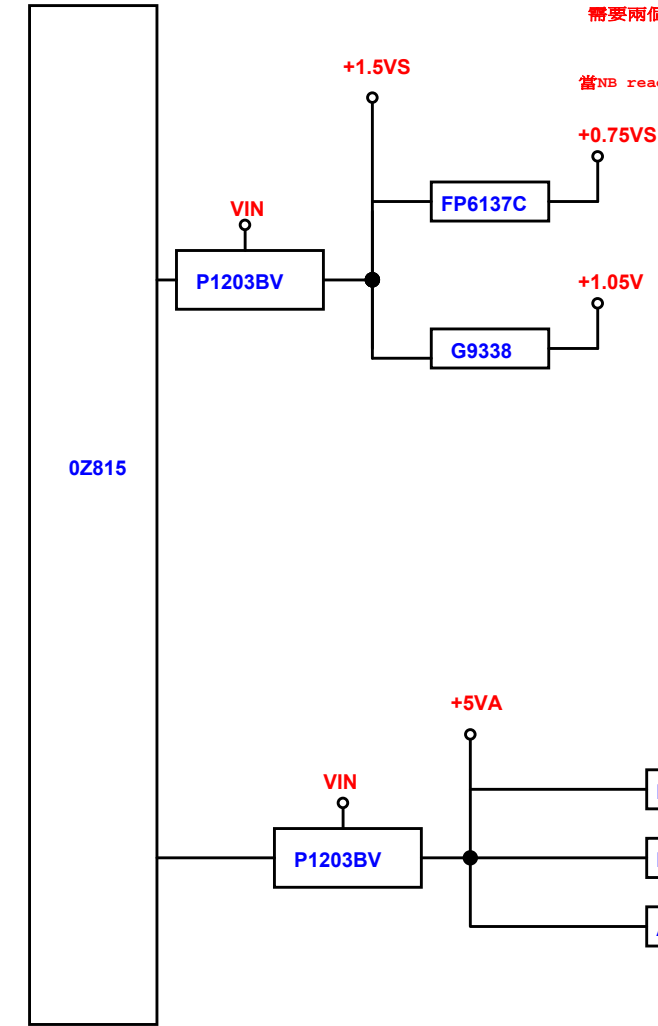 需要兩個
當NB read
+1.5VS
+0.75VS
FP6137C
VIN
P1203BV
+1.05V
G9338
0Z815
+5VA
VIN
P1203BV